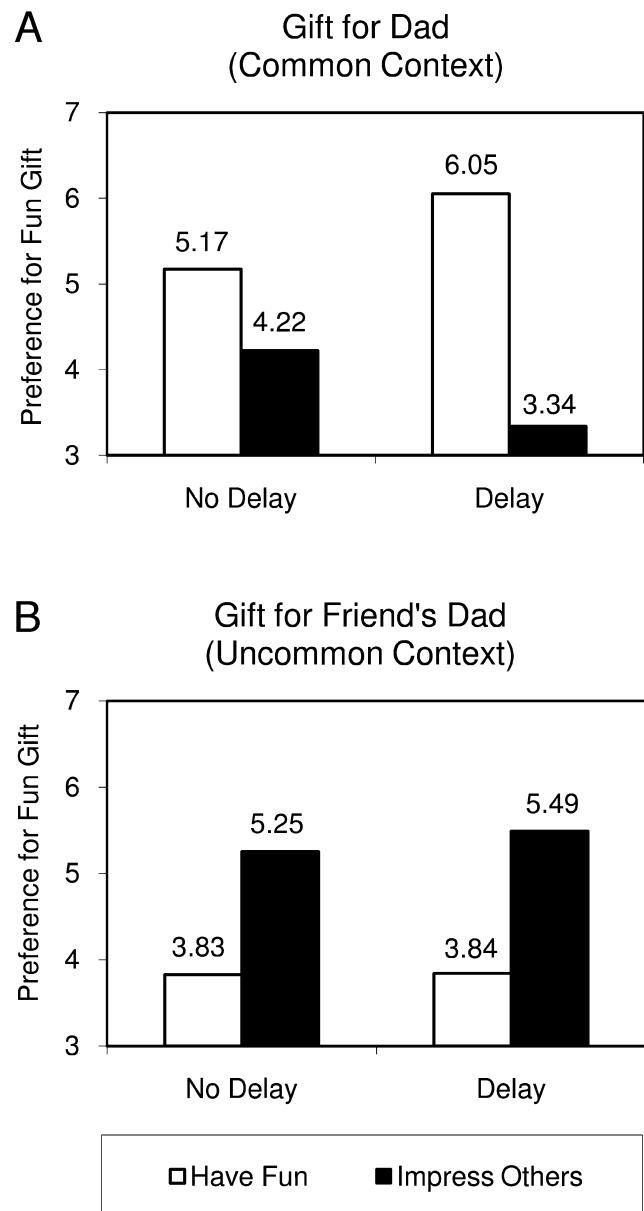 A
Gift for Dad
(Common Context)
Preference for Fun Gift
7
6
5
4
3
5.17
4.22
6.05
3.34
No Delay
Delay
B
Gift for Friend's Dad
(Uncommon Context)
Preference for Fun Gift
7
6
5
4
3
3.83
5.25
3.84
5.49
No Delay
Delay
Have Fun
Impress Others